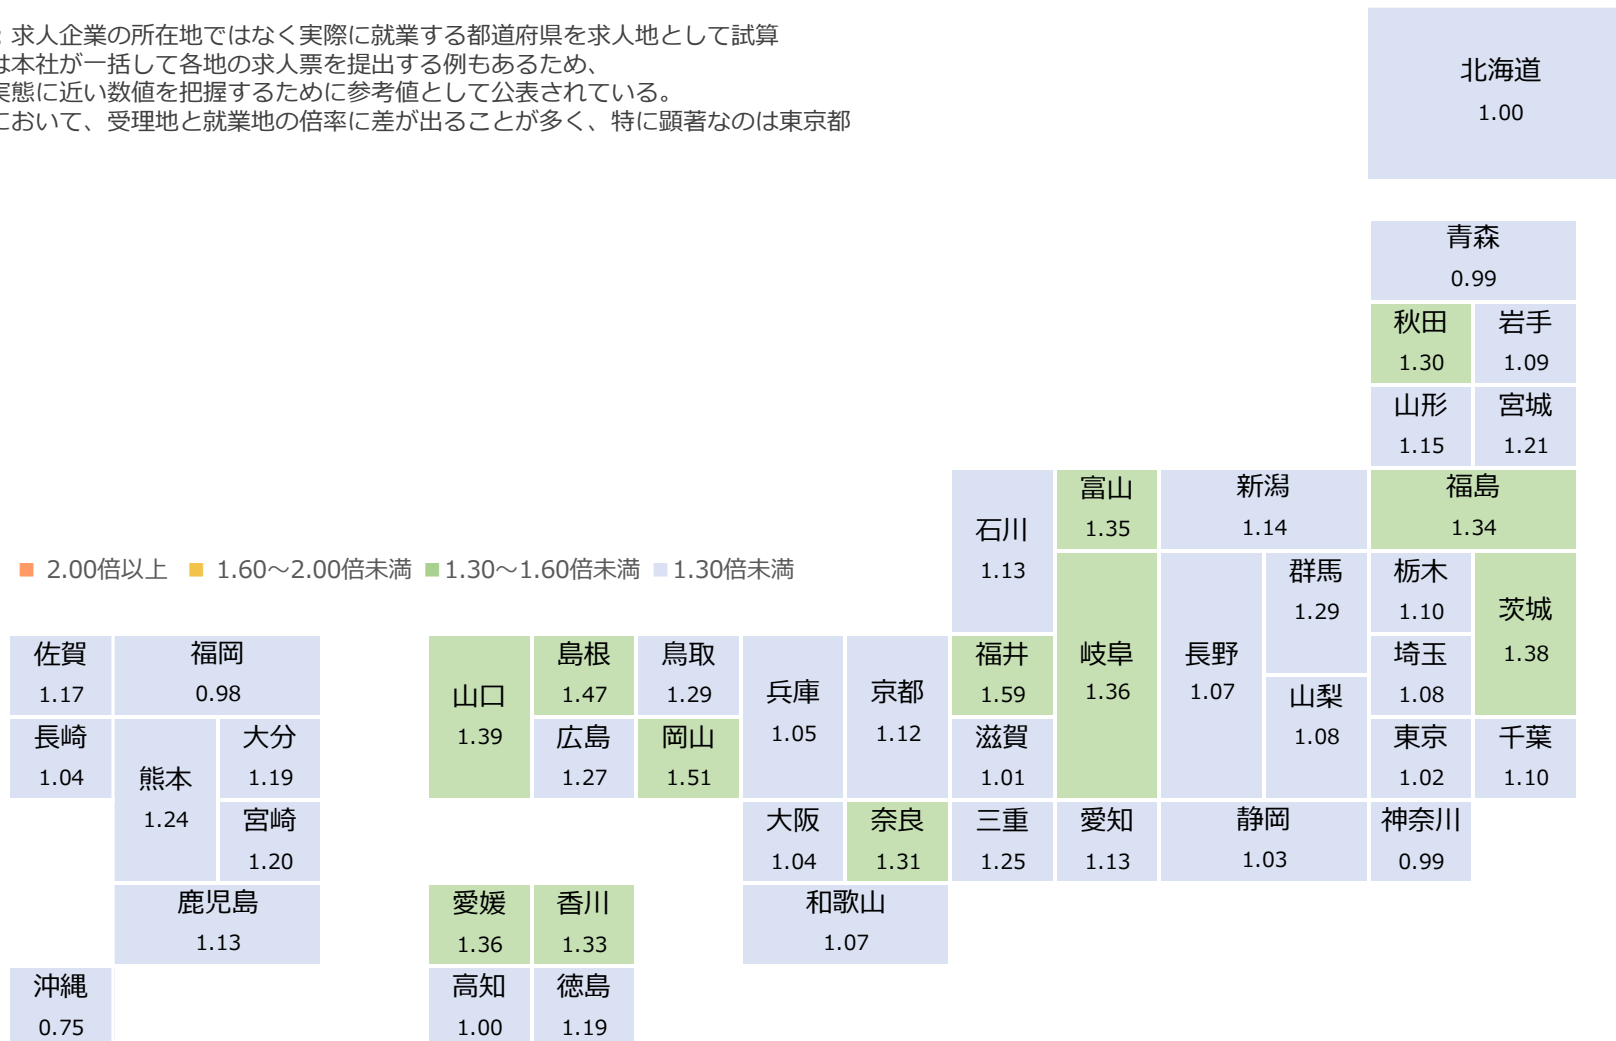 求人企業の所在地ではなく実際に就業する都道府県を求人地として試算
は本社が一括して各地の求人票を提出する例もあるため、
実態に近い数値を把握するために参考値として公表されている。
において、受理地と就業地の倍率に差が出ることが多く、特に顕著なのは東京都
北海道
1.00
青森
0.99
秋田 岩手
1.30 1.09
山形 宮城
1.15 1.21
富山 新潟 福島
1.35 1.14 1.34
石川
1.13
■ 2.00倍以上 ■ 1.60～2.00倍未満 ■1.30～1.60倍未満 ■1.30倍未満
群馬 栃木
1.29 1.10
茨城
1.38
佐賀 福岡
1.17 0.98
山口
1.39
島根 鳥取
1.47 1.29
兵庫 京都
1.05 1.12
福井
1.59
岐阜 長野
1.36 1.07
山梨
1.08
埼玉
1.08
長崎
1.04
熊本
1.24
大分
1.19
広島 岡山
1.27 1.51
滋賀
1.01
東京 千葉
1.02 1.10
宮崎
1.20
大阪 奈良 三重 愛知 静岡 神奈川
1.04 1.31 1.25 1.13 1.03 0.99
鹿児島
1.13
愛媛 香川
1.36 1.33
和歌山
1.07
沖縄
0.75
高知 徳島
1.00 1.19